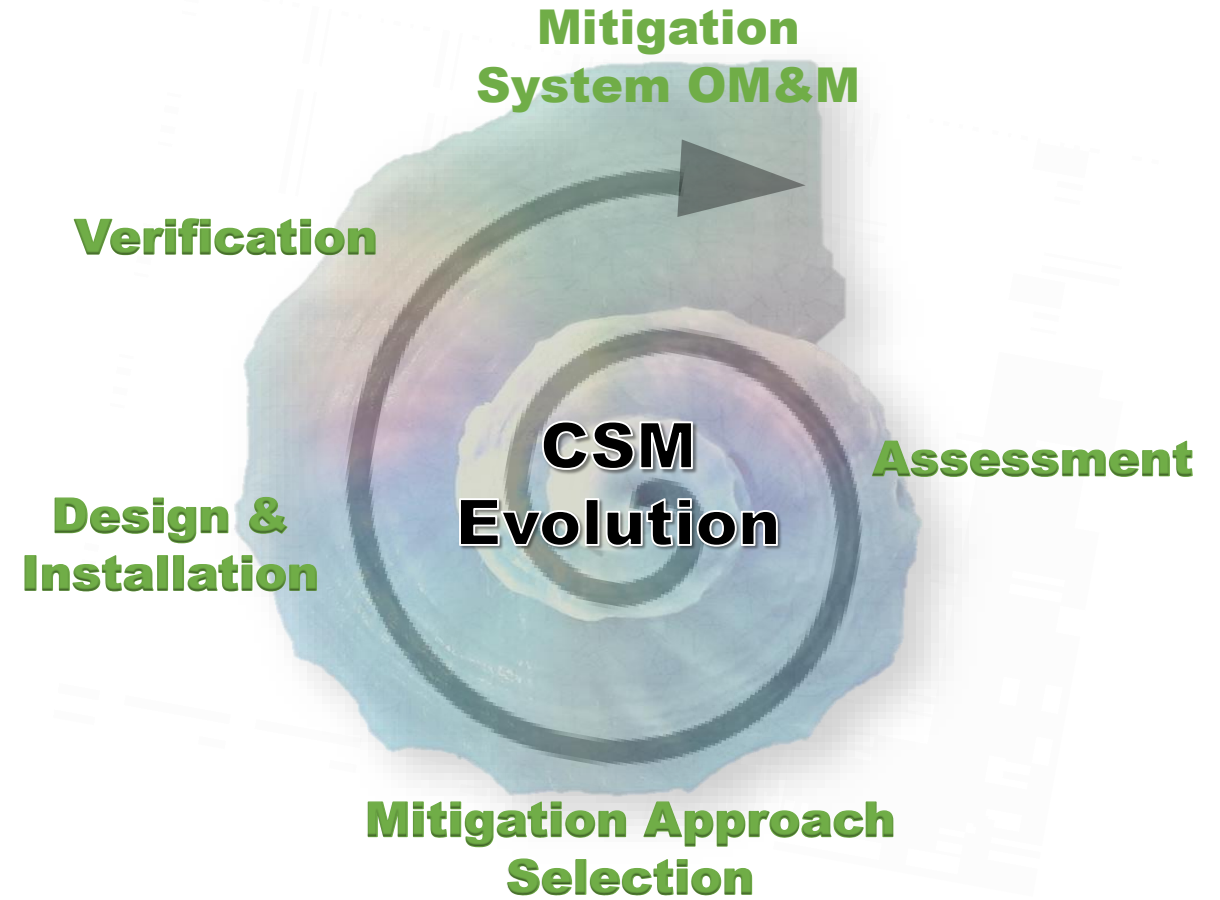 Mitigation
System OM&M
Verification
CSM
Evolution
Assessment
Design &
Installation
Mitigation Approach
Selection